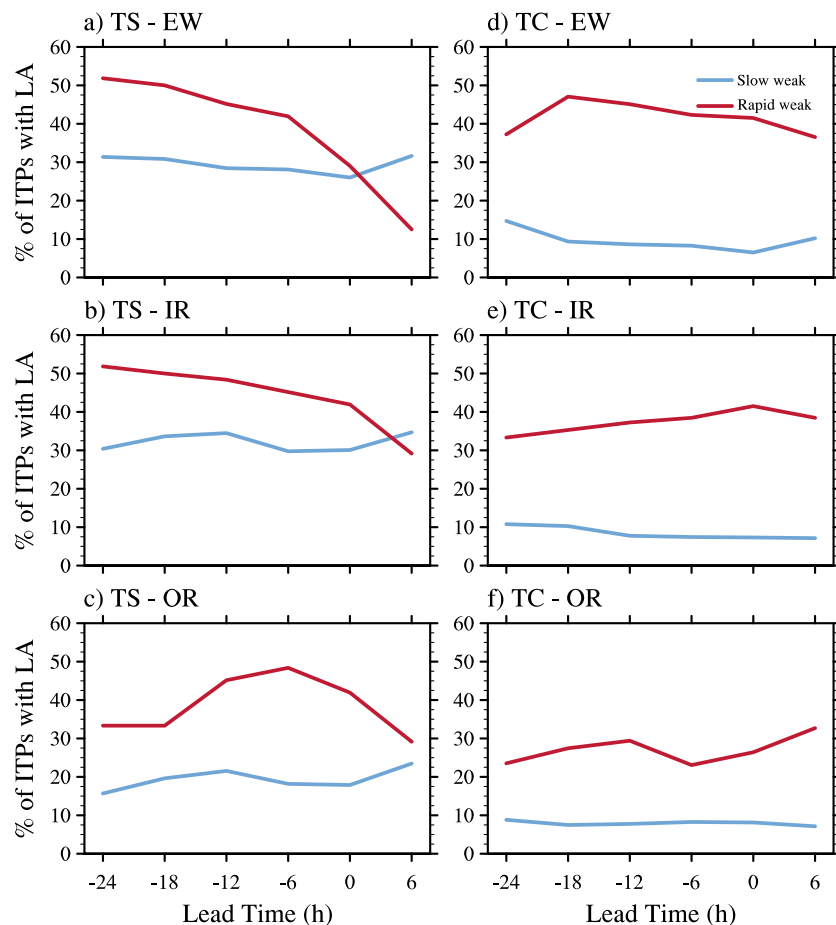 a) TS - EW
% of ITPs with LA
60
50
40
30
20
10
0
d) TC - EW
60
50
40
30
20
10
0
Slow weak
Rapid weak
b) TS - IR
% of ITPs with LA
60
50
40
30
20
10
0
e) TC - IR
60
50
40
30
20
10
0
c) TS - OR
% of ITPs with LA
60
50
40
30
20
10
0
-24 -18 -12 -6 0 6
Lead Time (h)
f) TC - OR
60
50
40
30
20
10
0
-24 -18 -12 -6 0 6
Lead Time (h)